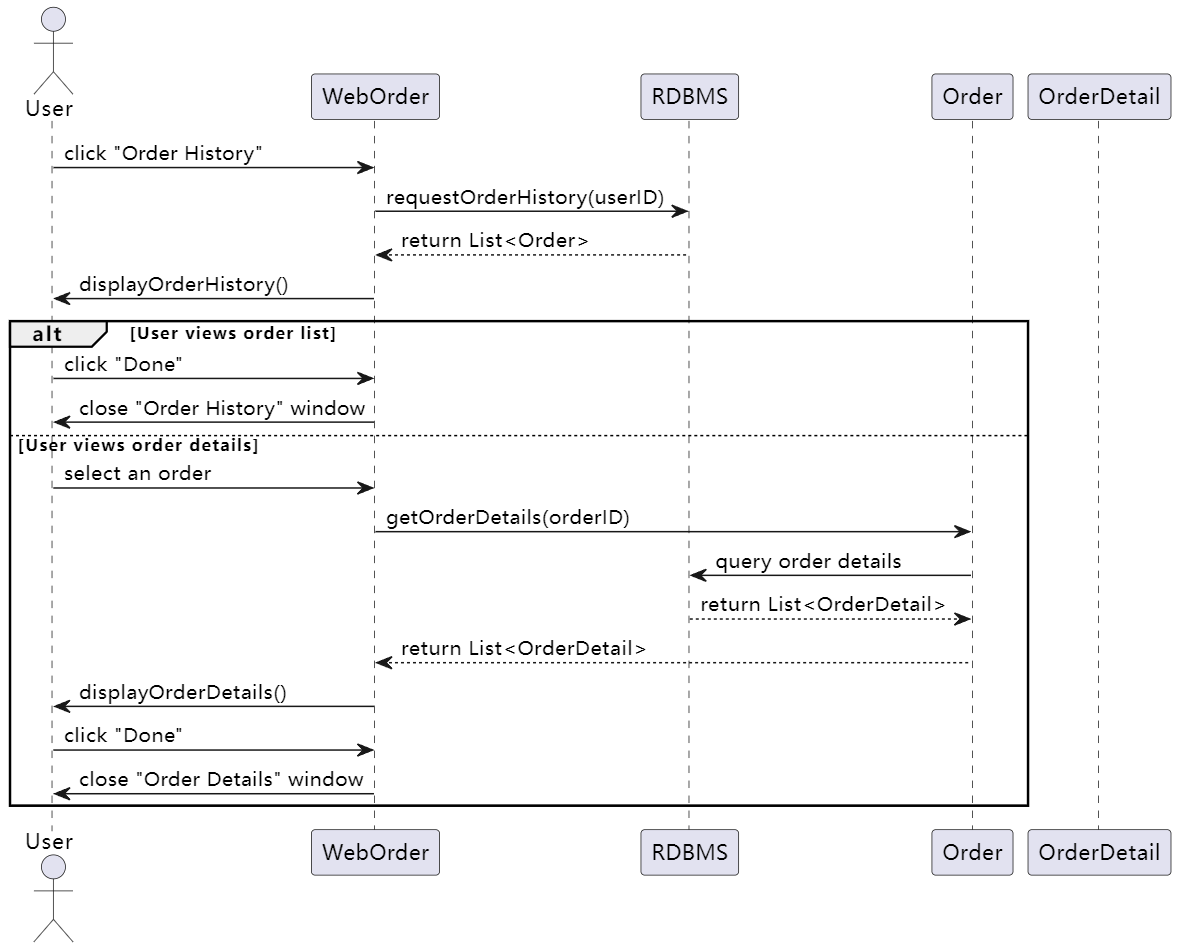 User
WebOrder
RDBMS
Order
OrderDetail
click "Order History"
requestOrderHistory(userID)
return List<Order>
displayOrderHistory()
alt
[User views order list]
click "Done"
close "Order History" window
[User views order details]
select an order
getOrderDetails(orderID)
query order details
return List<OrderDetail>
return List<OrderDetail>
displayOrderDetails()
click "Done"
close "Order Details" window
User
WebOrder
RDBMS
Order
OrderDetail